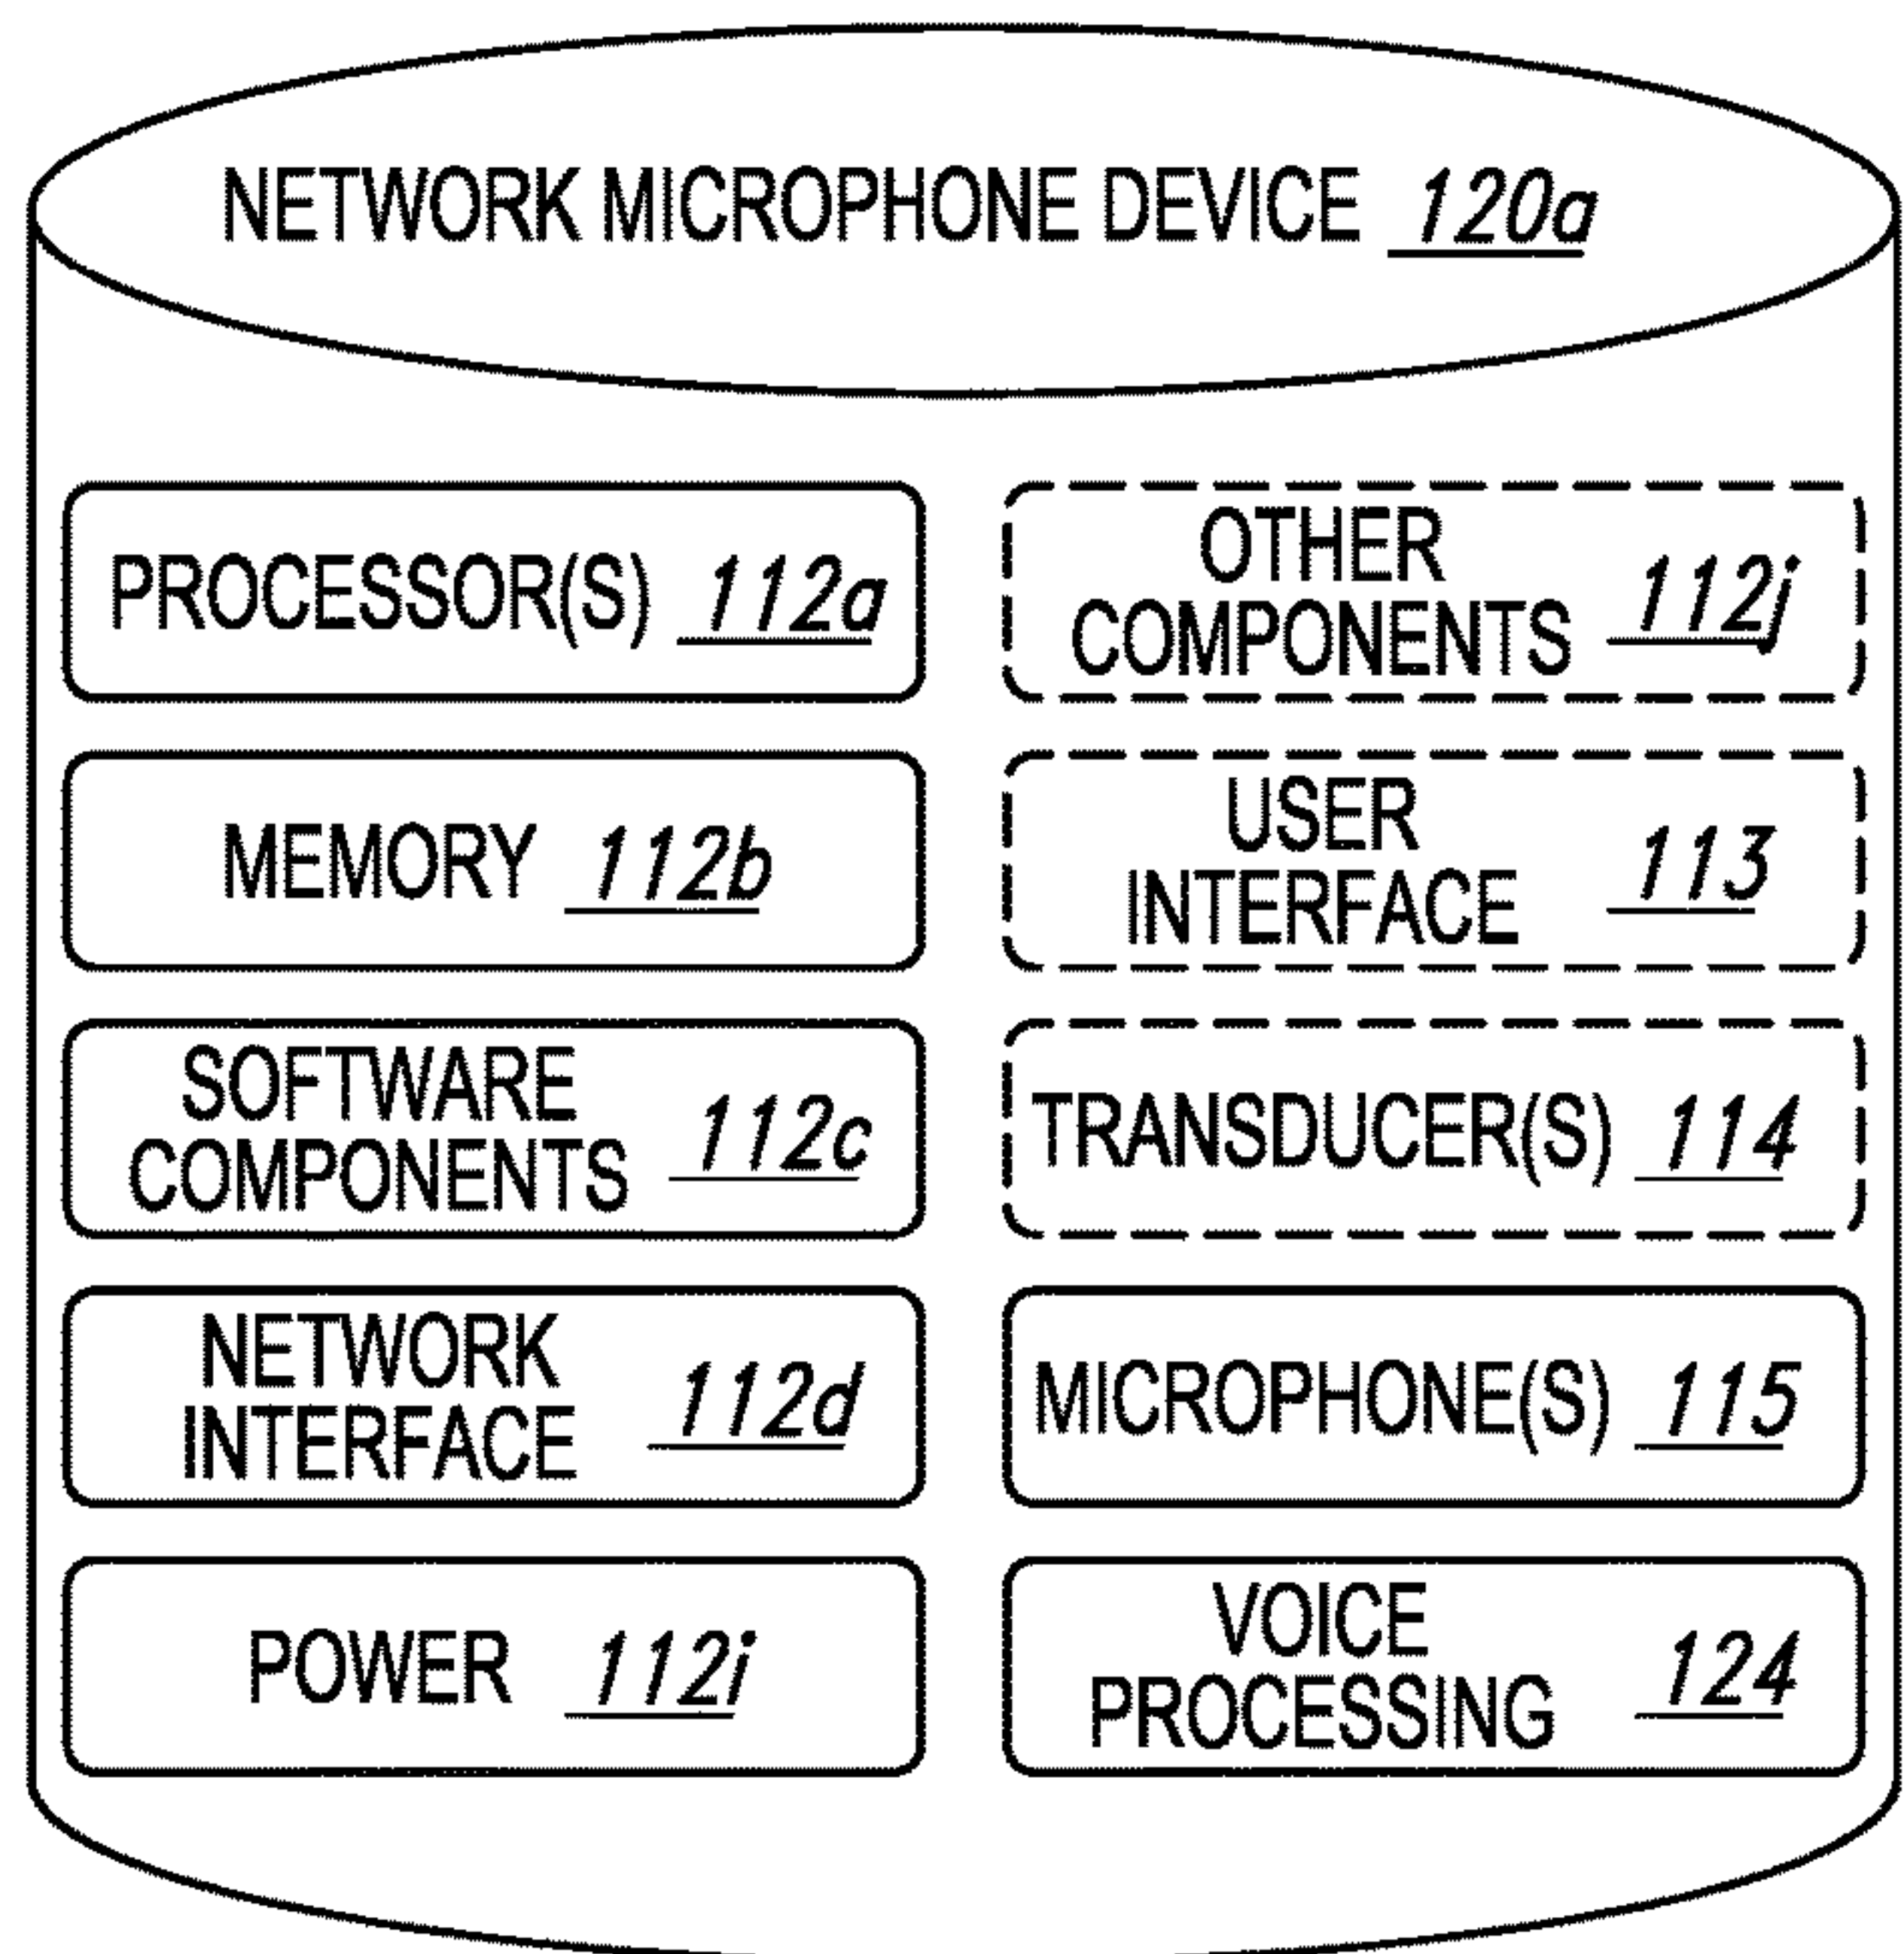 NETWORK MICROPHONE DEVICE 120a
PROCESSOR(S) 112a
MEMORY 112b
SOFTWARE
COMPONENTS 112c
NETWORK
INTERFACE 112d
POWER 112i
OTHER
COMPONENTS 112j
USER
INTERFACE 113
TRANSDUCER(S) 114
MICROPHONE(S) 115
VOICE
PROCESSING 124